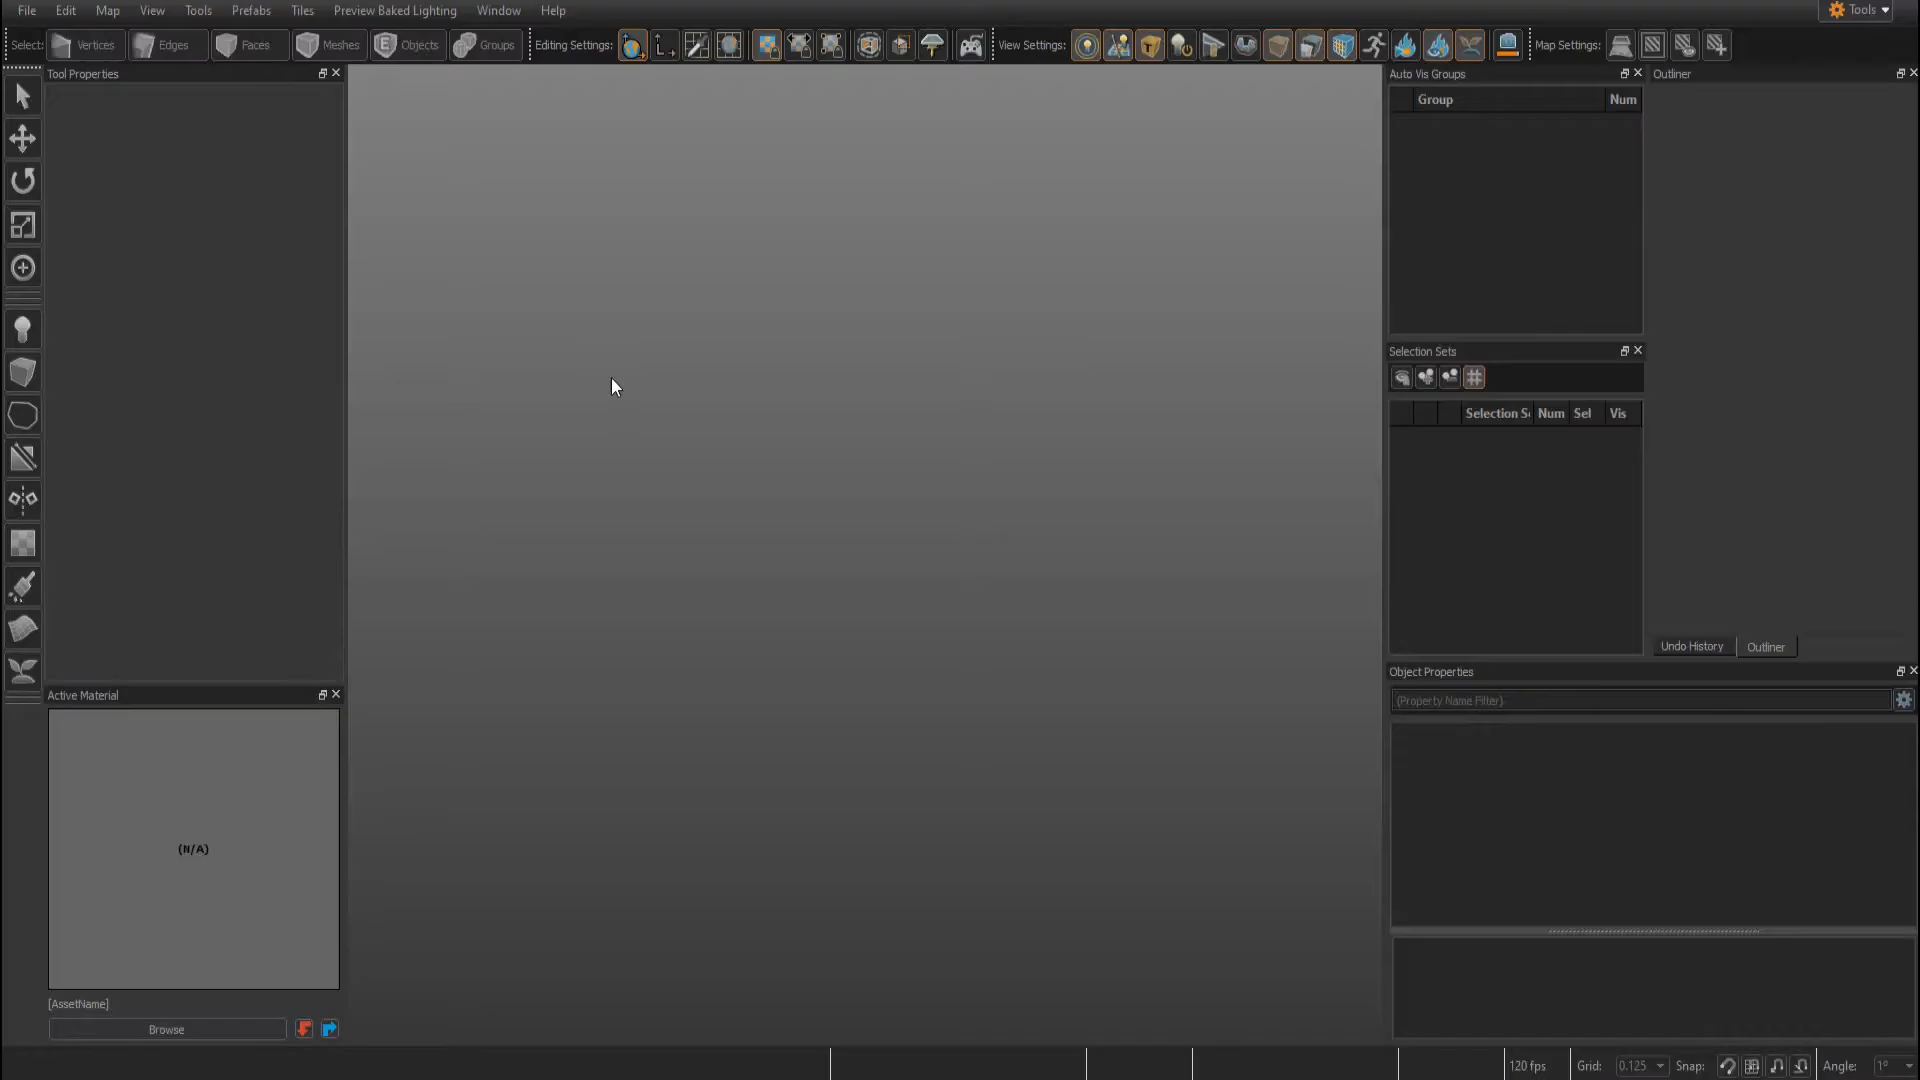 File Edit Map View Tools Prefabs Tiles Preview Baked Lighting Window Help Tools
Select: Vertices Edges Faces Meshes Objects Groups Editing Settings: View Settings: Map Settings:
Tool Properties
Auto Vis Groups
Outliner
Group Num
Selection Sets
Selection S Num Sel Vis
Undo History Outliner
Object Properties
(Property Name Filter)
Active Material
(N/A)
[AssetName]
Browse
120 fps Grid: 0.125 Snap: Angle: 1°